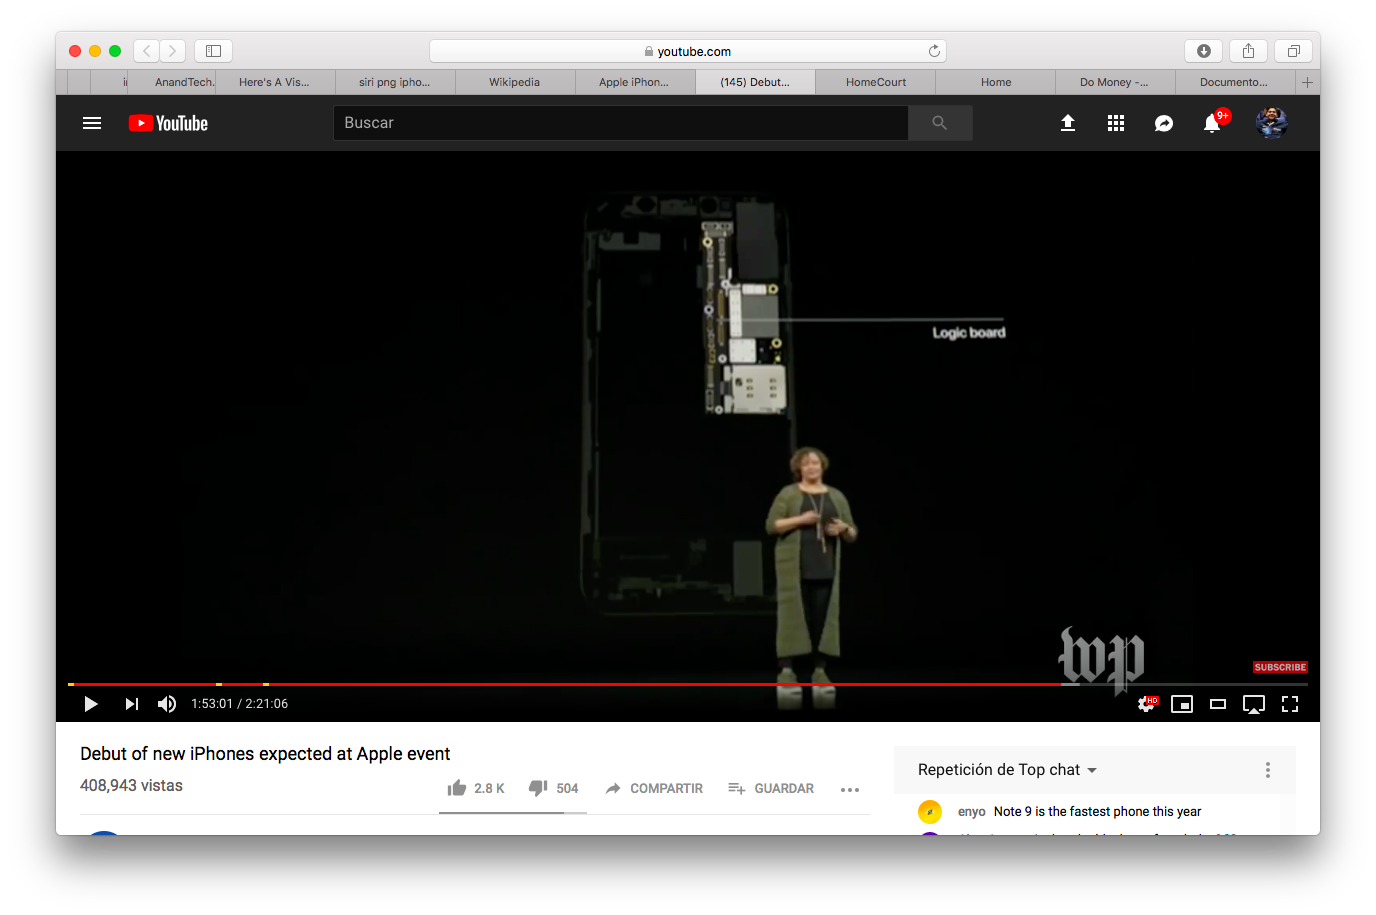 youtube.com
AnandTech.
Here's A Vis...
siri png ipho...
Wikipedia
Apple iPhon...
(145) Debut...
HomeCourt
Home
Do Money -...
Documento...
YouTube
Buscar
9+
Logic board
wp
SUBSCRIBE
1:53:01 / 2:21:06
HD
Debut of new iPhones expected at Apple event
408,943 vistas
2.8 K
504
COMPARTIR
GUARDAR
Repetición de Top chat
enyo Note 9 is the fastest phone this year